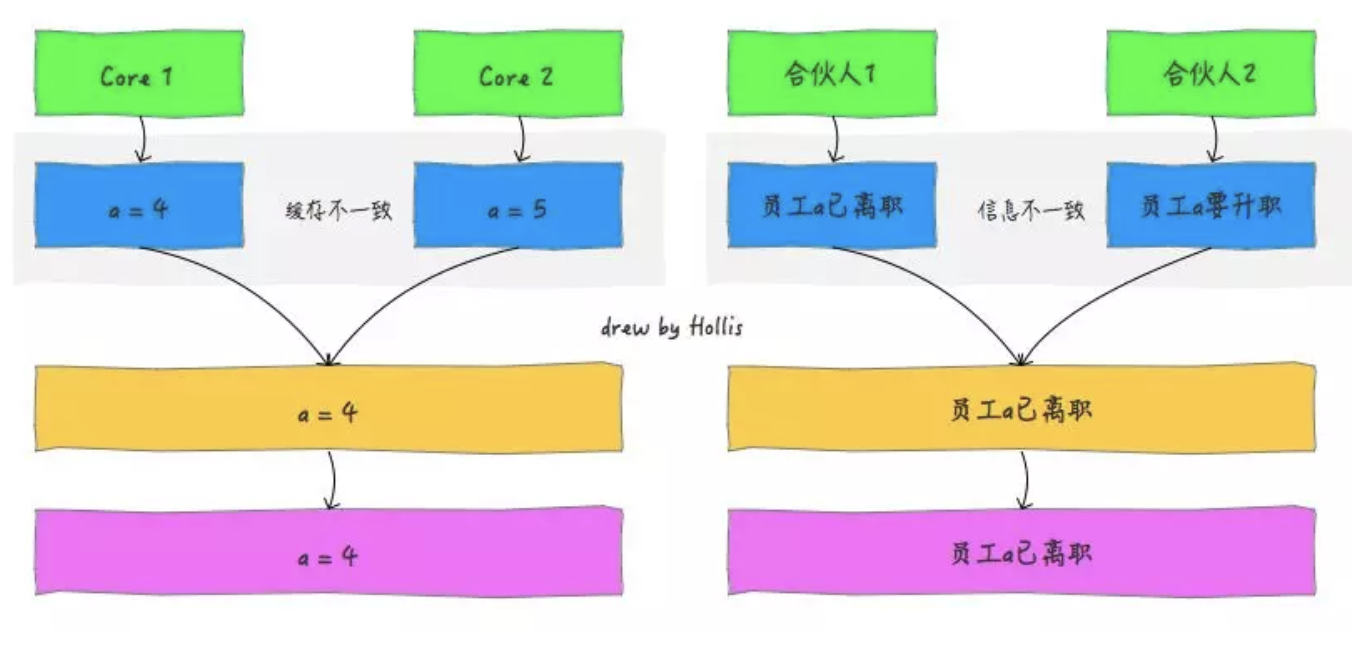 Core 1
Core 2
合伙人1
合伙人2
a = 4
缓存不一致
a = 5
员工a已离职
信息不一致
员工a要升职
drew by Hollis
a = 4
员工a已离职
a = 4
员工a已离职